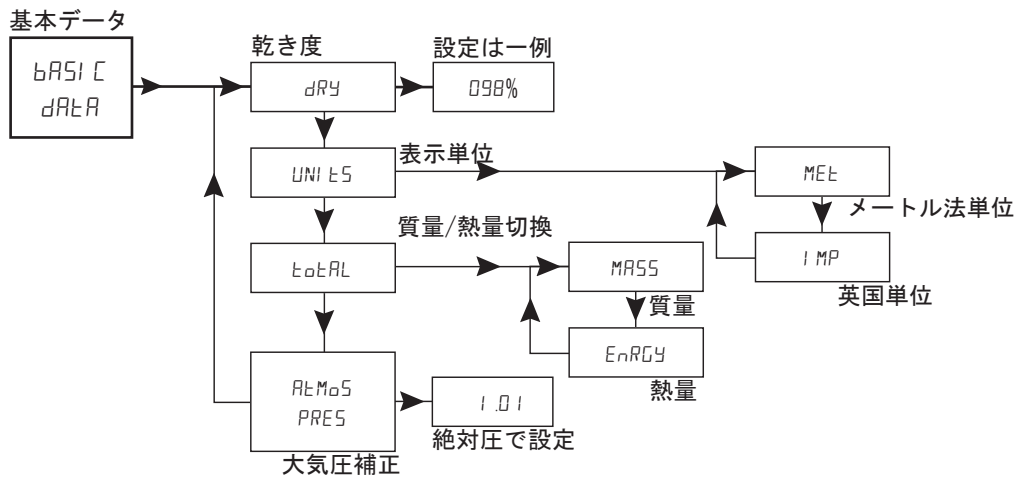 基本データ
bASIC
dAtA
乾き度
dRY
設定は一例
098%
UNItS
表示単位
MEt
メートル法単位
IMP
英国単位
totAL
質量/熱量切換
MASS
質量
EnRGY
熱量
AtMoS
PRES
大気圧補正
1.01
絶対圧で設定